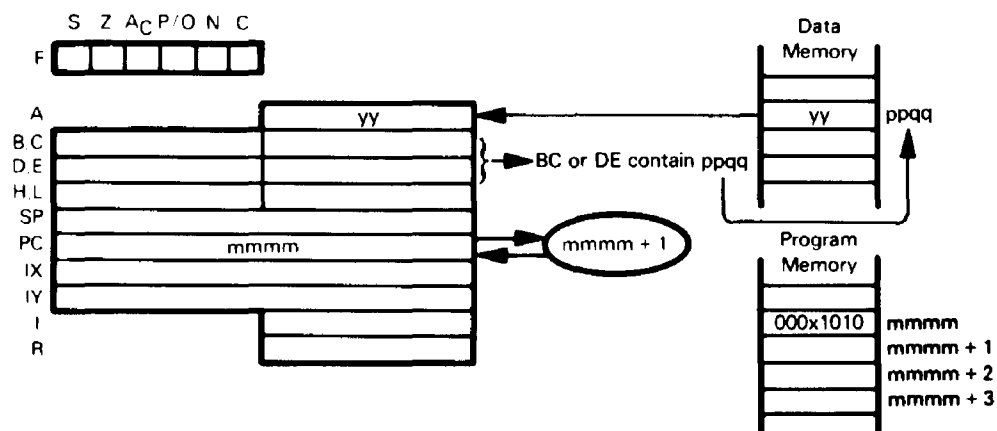 S Z AC P/O N C
F
A
yy
B,C
D,E
H,L
SP
PC
mmmm
IX
IY
I
R
BC or DE contain ppqq
mmmm + 1
Data
Memory
yy
ppqq
Program
Memory
000x1010
mmmm
mmmm + 1
mmmm + 2
mmmm + 3